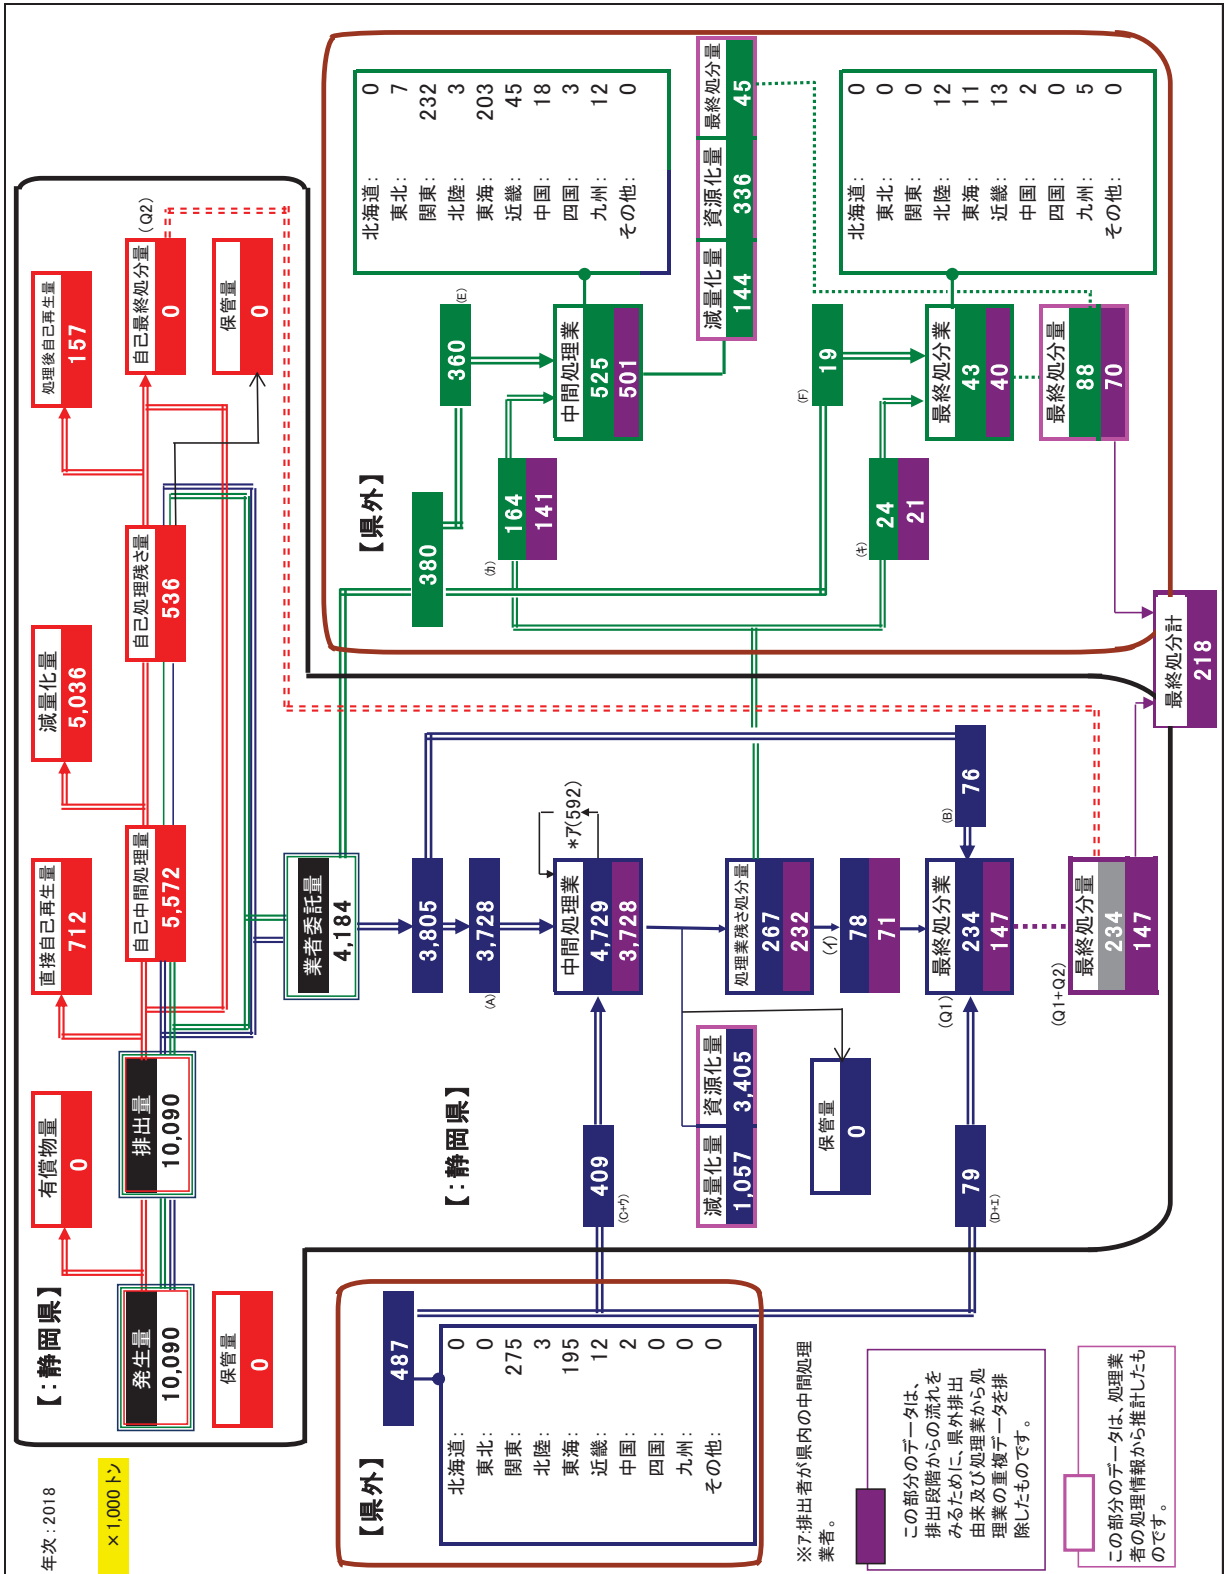 年次：2018
×1,000トン
【：静岡県】
発生量
10,090
保管量
0
有償物量
0
排出量
10,090
直接自己再生量
712
自己中間処理量
5,572
減量化量
5,036
自己処理残さ量
536
処理後自己再生量
157
自己最終処分量
0
(Q2)
保管量
0
業者委託量
4,184
【県外】
487
北海道： 0
東北： 0
関東： 275
北陸： 3
東海： 195
近畿： 12
中国： 2
四国： 0
九州： 0
その他： 0
【：静岡県】
3,805
3,728
(A)
409
(C+ウ)
中間処理業
4,729
3,728
*ア(592)
減量化量
1,057
資源化量
3,405
保管量
0
処理業残さ処分量
267
232
(イ)
78
71
79
(D+エ)
76
(B)
(Q1)
最終処分業
234
147
(Q1+Q2)
最終処分量
234
147
【県外】
380
360
(E)
164
141
(カ)
中間処理業
525
501
北海道： 0
東北： 7
関東： 232
北陸： 3
東海： 203
近畿： 45
中国： 18
四国： 3
九州： 12
その他： 0
減量化量
144
資源化量
336
最終処分量
45
19
(F)
24
21
(キ)
最終処分業
43
40
北海道： 0
東北： 0
関東： 0
北陸： 12
東海： 11
近畿： 13
中国： 2
四国： 0
九州： 5
その他： 0
最終処分量
88
70
最終処分計
218
※ア:排出者が県内の中間処理
業者。
この部分のデータは、
排出段階からの流れを
みるために、県外排出
由来及び処理業から処
理業の重複データを排
除したものです。
この部分のデータは、処理業
者の処理情報から推計したも
のです。